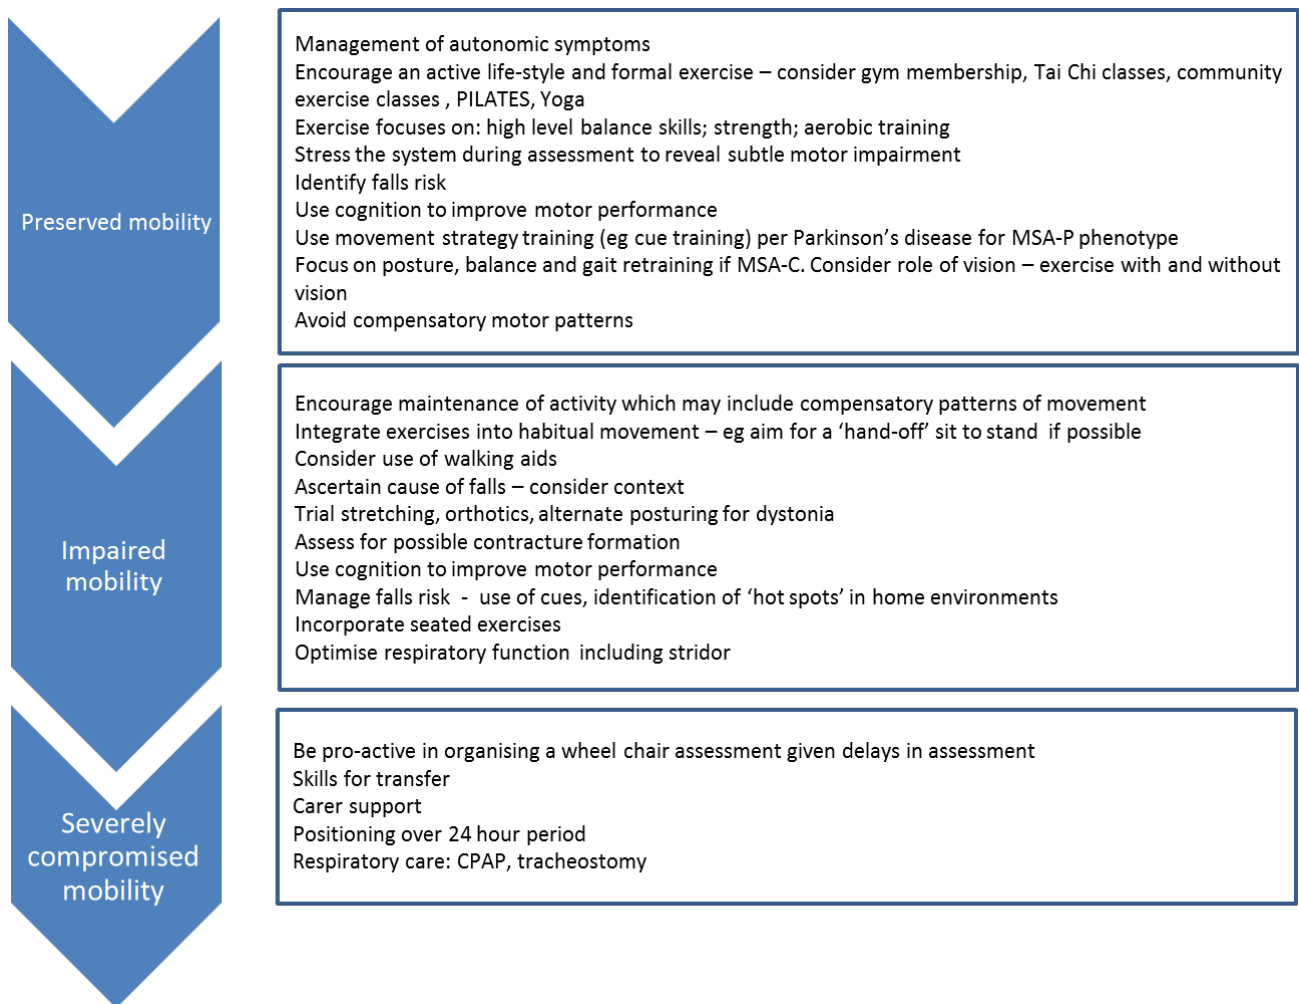 Preserved mobility
Management of autonomic symptoms
Encourage an active life-style and formal exercise – consider gym membership, Tai Chi classes, community
exercise classes , PILATES, Yoga
Exercise focuses on: high level balance skills; strength; aerobic training
Stress the system during assessment to reveal subtle motor impairment
Identify falls risk
Use cognition to improve motor performance
Use movement strategy training (eg cue training) per Parkinson’s disease for MSA-P phenotype
Focus on posture, balance and gait retraining if MSA-C. Consider role of vision – exercise with and without
vision
Avoid compensatory motor patterns
Impaired
mobility
Encourage maintenance of activity which may include compensatory patterns of movement
Integrate exercises into habitual movement – eg aim for a ‘hand-off’ sit to stand if possible
Consider use of walking aids
Ascertain cause of falls – consider context
Trial stretching, orthotics, alternate posturing for dystonia
Assess for possible contracture formation
Use cognition to improve motor performance
Manage falls risk - use of cues, identification of ‘hot spots’ in home environments
Incorporate seated exercises
Optimise respiratory function including stridor
Severely
compromised
mobility
Be pro-active in organising a wheel chair assessment given delays in assessment
Skills for transfer
Carer support
Positioning over 24 hour period
Respiratory care: CPAP, tracheostomy